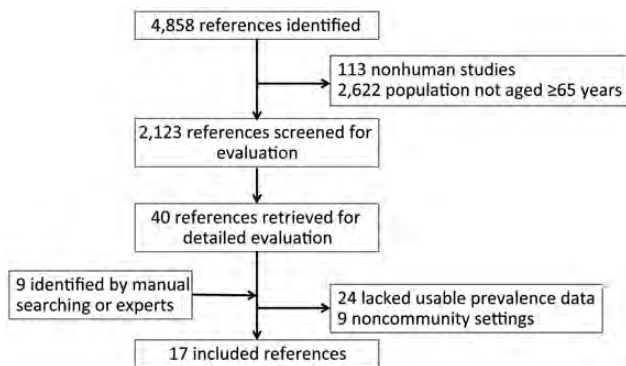 4,858 references identified
113 nonhuman studies
2,622 population not aged ≥65 years
2,123 references screened for
evaluation
40 references retrieved for
detailed evaluation
9 identified by manual
searching or experts
24 lacked usable prevalence data
9 noncommunity settings
17 included references